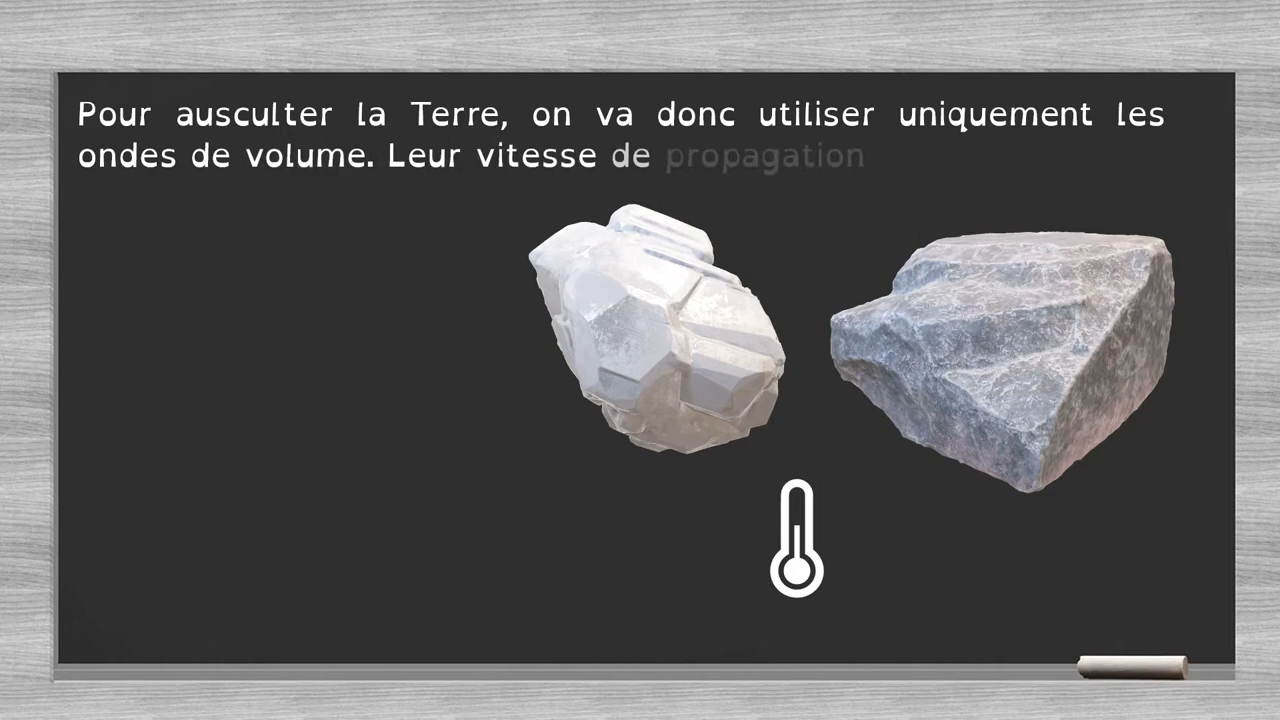 Pour ausculter la Terre, on va donc utiliser uniquement les
ondes de volume. Leur vitesse de propagation